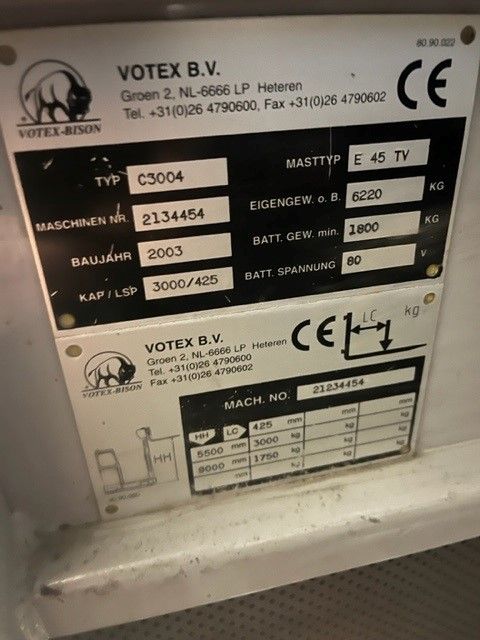 80.90.022
VOTEX-BISON
VOTEX B.V.
Groen 2, NL-6666 LP Heteren
Tel. +31(0)26 4790600, Fax +31(0)26 4790602
CE
TYP C3004
MASTTYP E 45 TV
MASCHINEN NR. 2134454
EIGENGEW. o. B. 6220 KG
BAUJAHR 2003
BATT. GEW. min. 1800 KG
KAP / LSP 3000/425
BATT. SPANNUNG 80 V
VOTEX-BISON
VOTEX B.V.
Groen 2, NL-6666 LP Heteren
Tel. +31(0)26 4790600
Fax +31(0)26 4790602
CE
LC kg
MACH. NO. 21234454
HH LC 425 mm mm mm
5500 mm 3000 kg kg kg
9000 mm 1750 kg kg kg
mm kg kg kg
HH